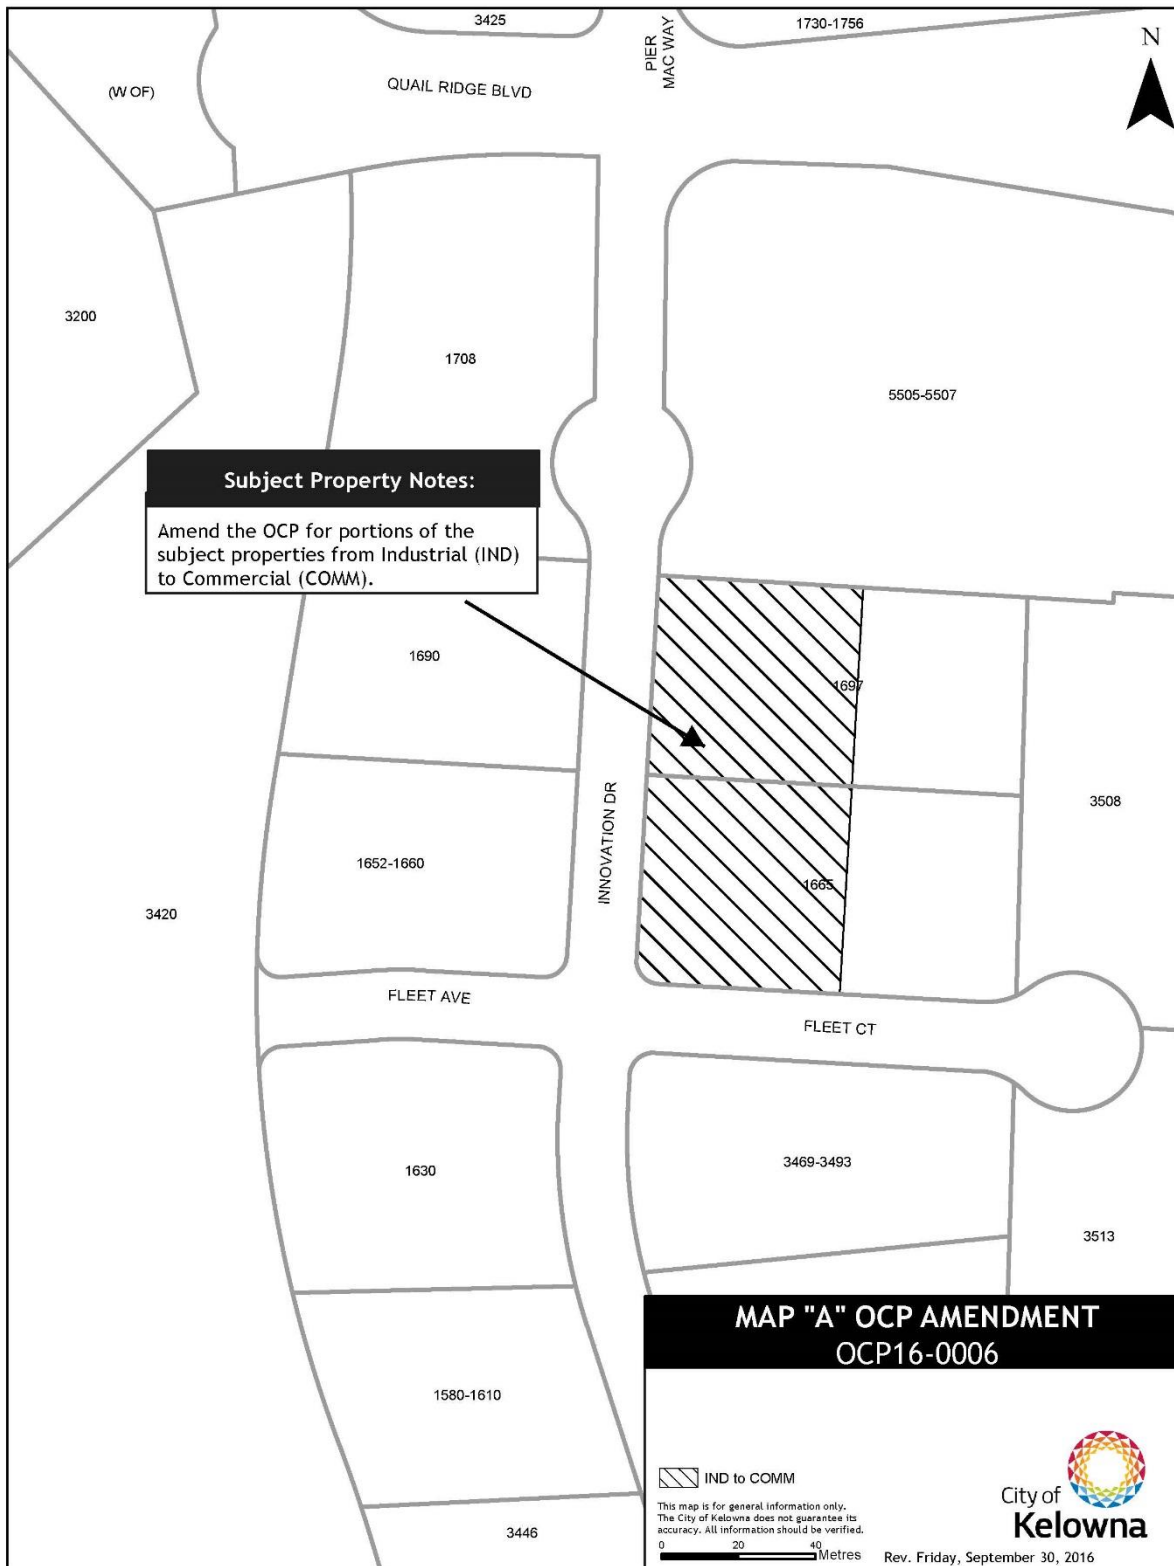 3425
1730-1756
PIER
MAC WAY
N
(W OF)
QUAIL RIDGE BLVD
3200
1708
5505-5507
Subject Property Notes:
Amend the OCP for portions of the
subject properties from Industrial (IND)
to Commercial (COMM).
1690
1697
INNOVATION DR
3508
1652-1660
1665
3420
FLEET AVE
FLEET CT
1630
3469-3493
3513
1580-1610
3446
MAP "A" OCP AMENDMENT
OCP16-0006
IND to COMM
This map is for general information only.
The City of Kelowna does not guarantee its
accuracy. All information should be verified.
0 20 40
Metres
City of
Kelowna
Rev. Friday, September 30, 2016